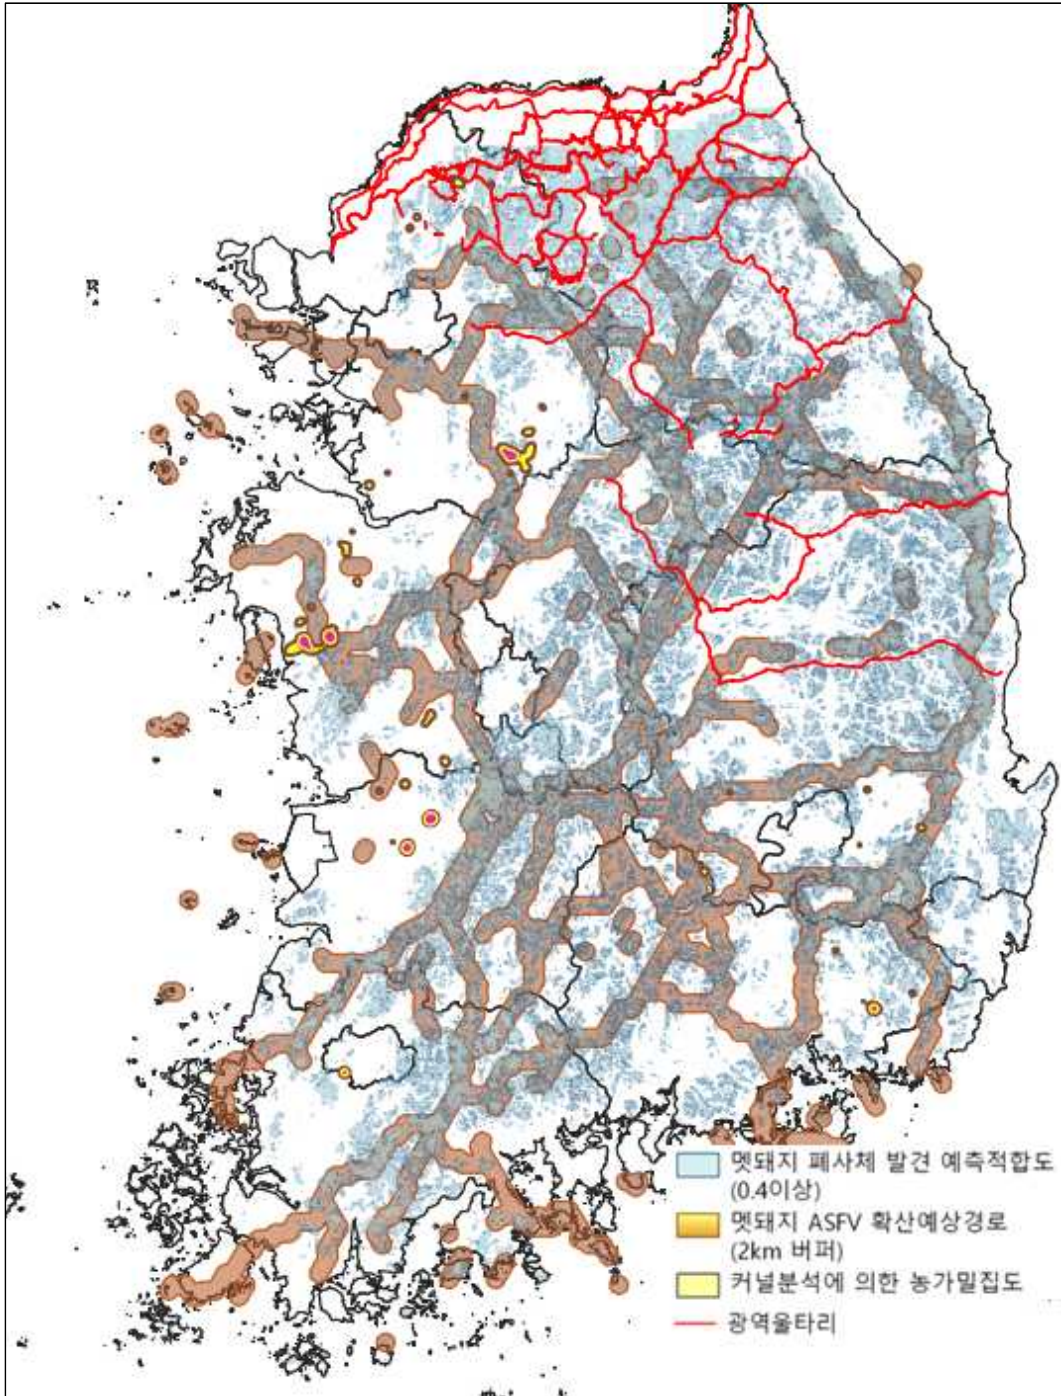 멧돼지 폐사체 발견 예측적합도
(0.4이상)
멧돼지 ASFV 확산예상경로
(2km 버퍼)
커널분석에 의한 농가밀집도
광역울타리